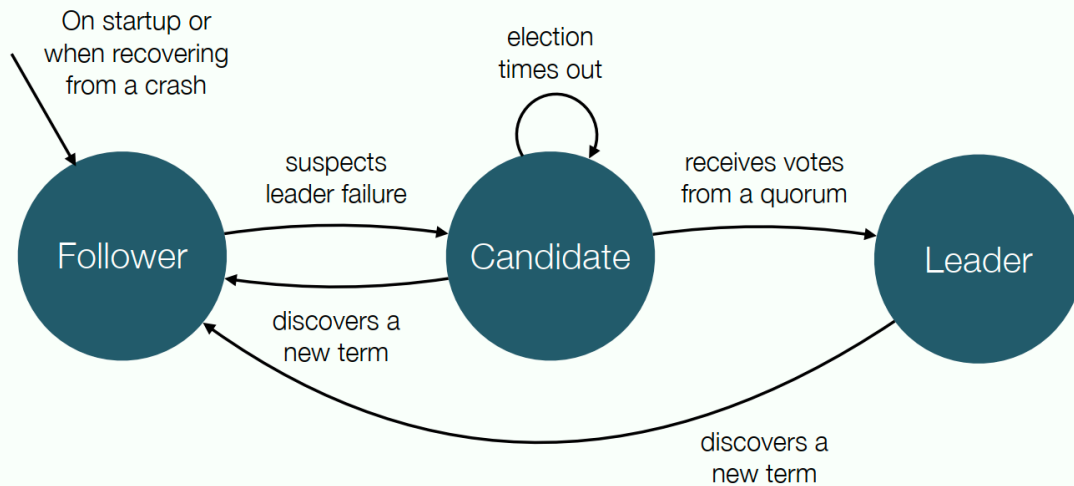 On startup or
when recovering
from a crash
election
times out
suspects
leader failure
receives votes
from a quorum
Follower
Candidate
Leader
discovers a
new term
discovers a
new term